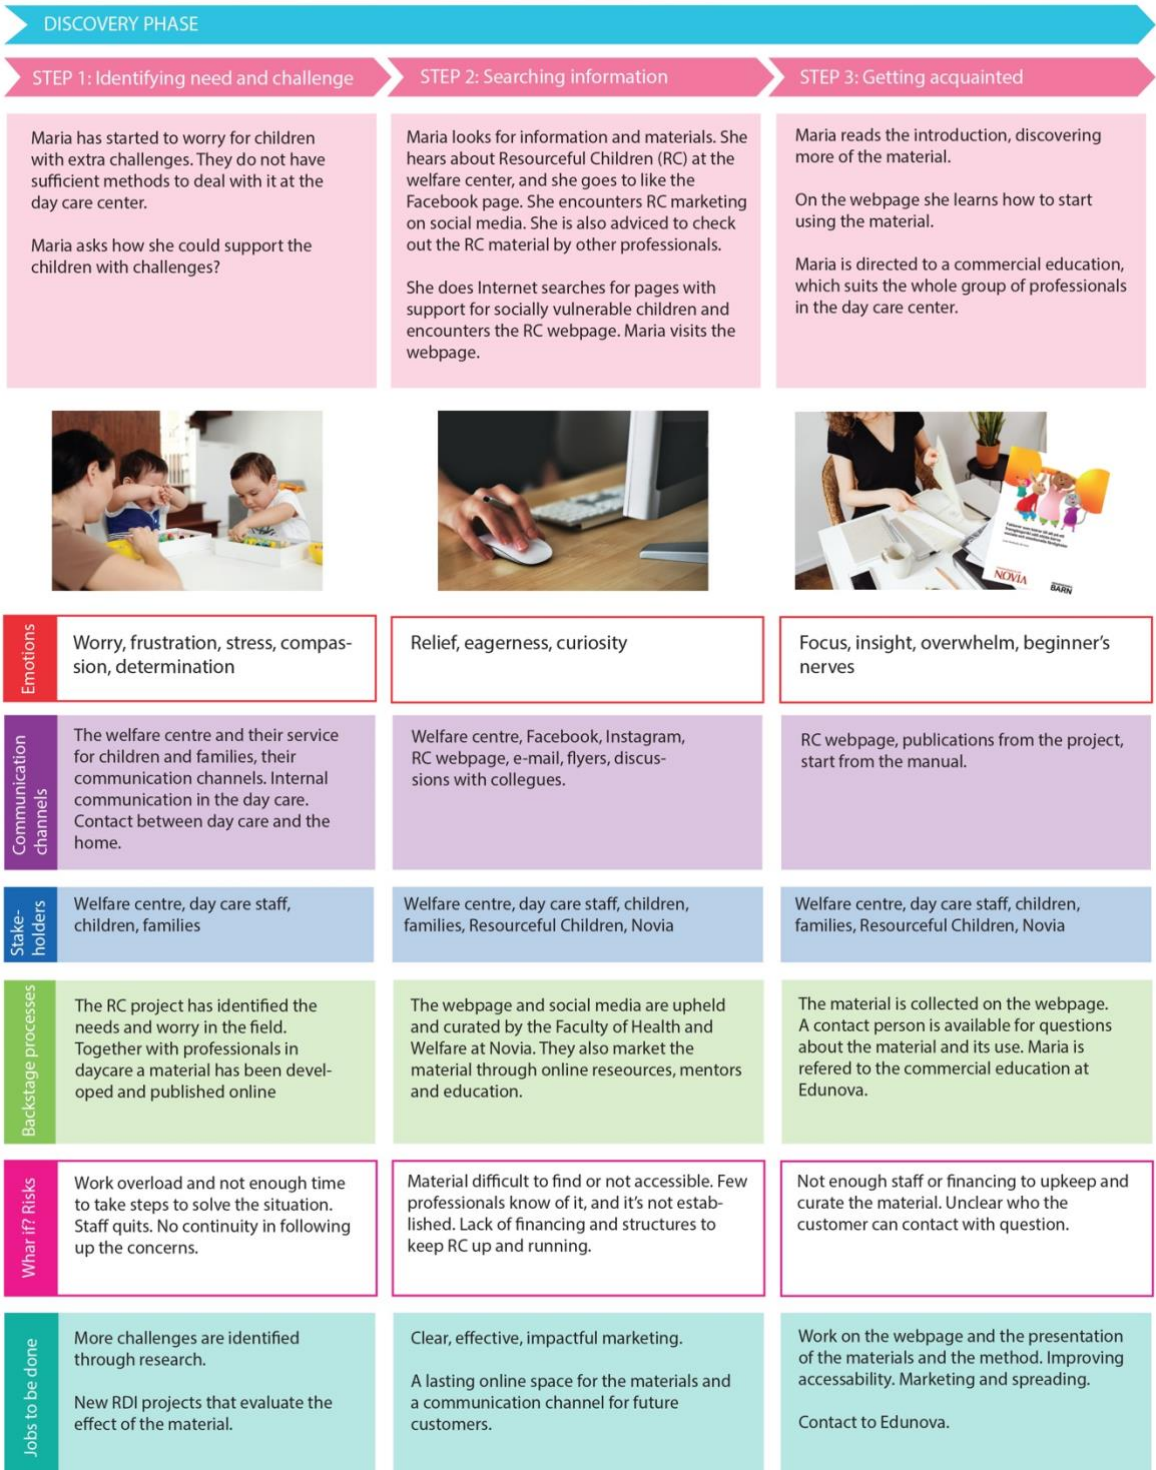 DISCOVERY PHASE
STEP 1: Identifying need and challenge
STEP 2: Searching information
STEP 3: Getting acquainted
Maria has started to worry for children
with extra challenges. They do not have
sufficient methods to deal with it at the
day care center.
Maria asks how she could support the
children with challenges?
Maria looks for information and materials. She
hears about Resourceful Children (RC) at the
welfare center, and she goes to like the
Facebook page. She encounters RC marketing
on social media. She is also adviced to check
out the RC material by other professionals.
She does Internet searches for pages with
support for socially vulnerable children and
encounters the RC webpage. Maria visits the
webpage.
Maria reads the introduction, discovering
more of the material.
On the webpage she learns how to start
using the material.
Maria is directed to a commercial education,
which suits the whole group of professionals
in the day care center.
NOVIA
BARN
Emotions
Worry, frustration, stress, compas-
sion, determination
Relief, eagerness, curiosity
Focus, insight, overwhelm, beginner's
nerves
Communication
channels
The welfare centre and their service
for children and families, their
communication channels. Internal
communication in the day care.
Contact between day care and the
home.
Welfare centre, Facebook, Instagram,
RC webpage, e-mail, flyers, discus-
sions with collegues.
RC webpage, publications from the project,
start from the manual.
Stake-
holders
Welfare centre, day care staff,
children, families
Welfare centre, day care staff, children,
families, Resourceful Children, Novia
Welfare centre, day care staff, children,
families, Resourceful Children, Novia
Backstage processes
The RC project has identified the
needs and worry in the field.
Together with professionals in
daycare a material has been devel-
oped and published online
The webpage and social media are upheld
and curated by the Faculty of Health and
Welfare at Novia. They also market the
material through online reseources, mentors
and education.
The material is collected on the webpage.
A contact person is available for questions
about the material and its use. Maria is
refered to the commercial education at
Edunova.
Whar if? Risks
Work overload and not enough time
to take steps to solve the situation.
Staff quits. No continuity in following
up the concerns.
Material difficult to find or not accessible. Few
professionals know of it, and it's not estab-
lished. Lack of financing and structures to
keep RC up and running.
Not enough staff or financing to upkeep and
curate the material. Unclear who the
customer can contact with question.
Jobs to be done
More challenges are identified
through research.
New RDI projects that evaluate the
effect of the material.
Clear, effective, impactful marketing.
A lasting online space for the materials and
a communication channel for future
customers.
Work on the webpage and the presentation
of the materials and the method. Improving
accessability. Marketing and spreading.
Contact to Edunova.